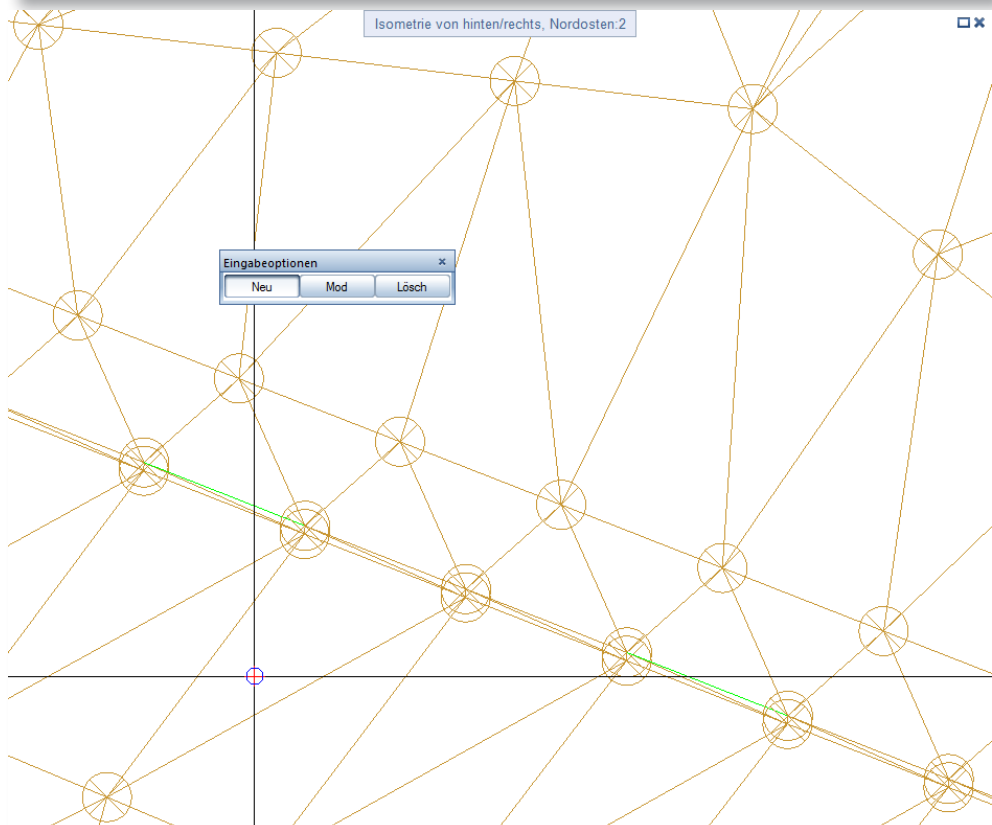 Isometrie von hinten/rechts, Nordosten:2
Eingabeoptionen
Neu Mod Lösch